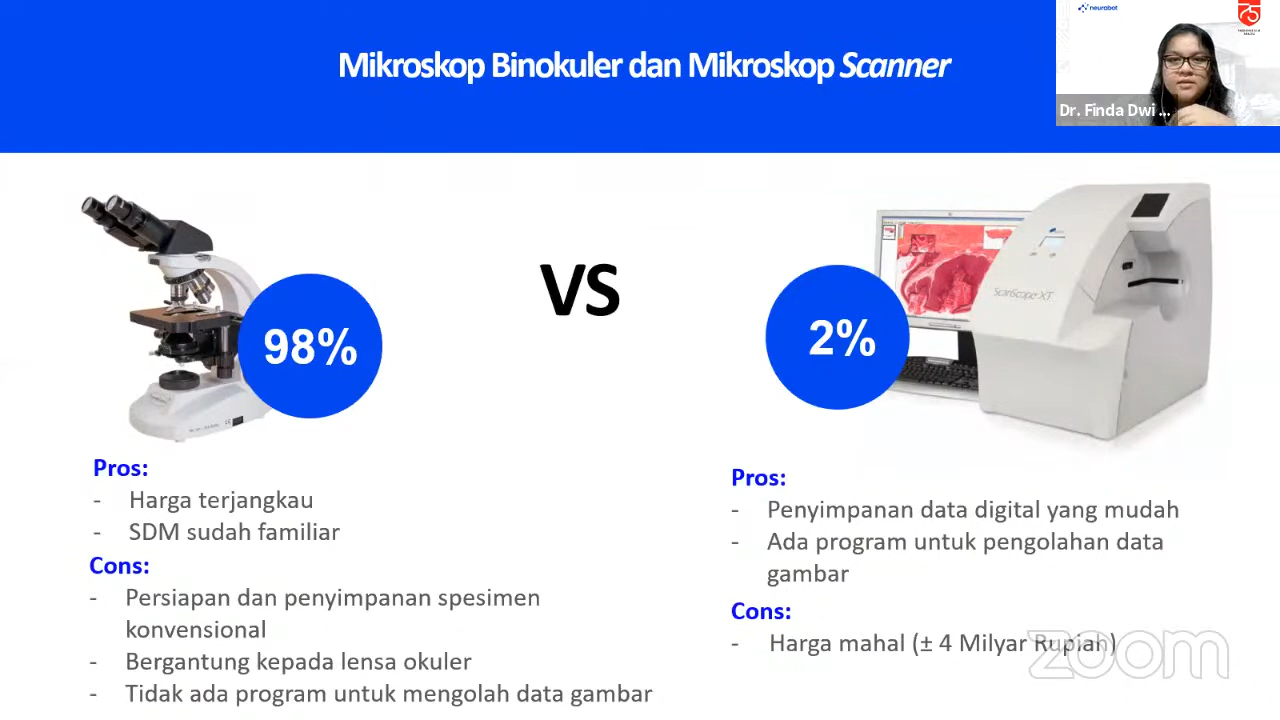 Mikroskop Binokuler dan Mikroskop Scanner
neurabot
Dr. Finda Dwi ...
VS
98%
2%
ScanScope XT
Pros:
- Harga terjangkau
- SDM sudah familiar
Cons:
- Persiapan dan penyimpanan spesimen
konvensional
- Bergantung kepada lensa okuler
- Tidak ada program untuk mengolah data gambar
Pros:
- Penyimpanan data digital yang mudah
- Ada program untuk pengolahan data
gambar
Cons:
- Harga mahal (± 4 Milyar Rupiah)
zoom